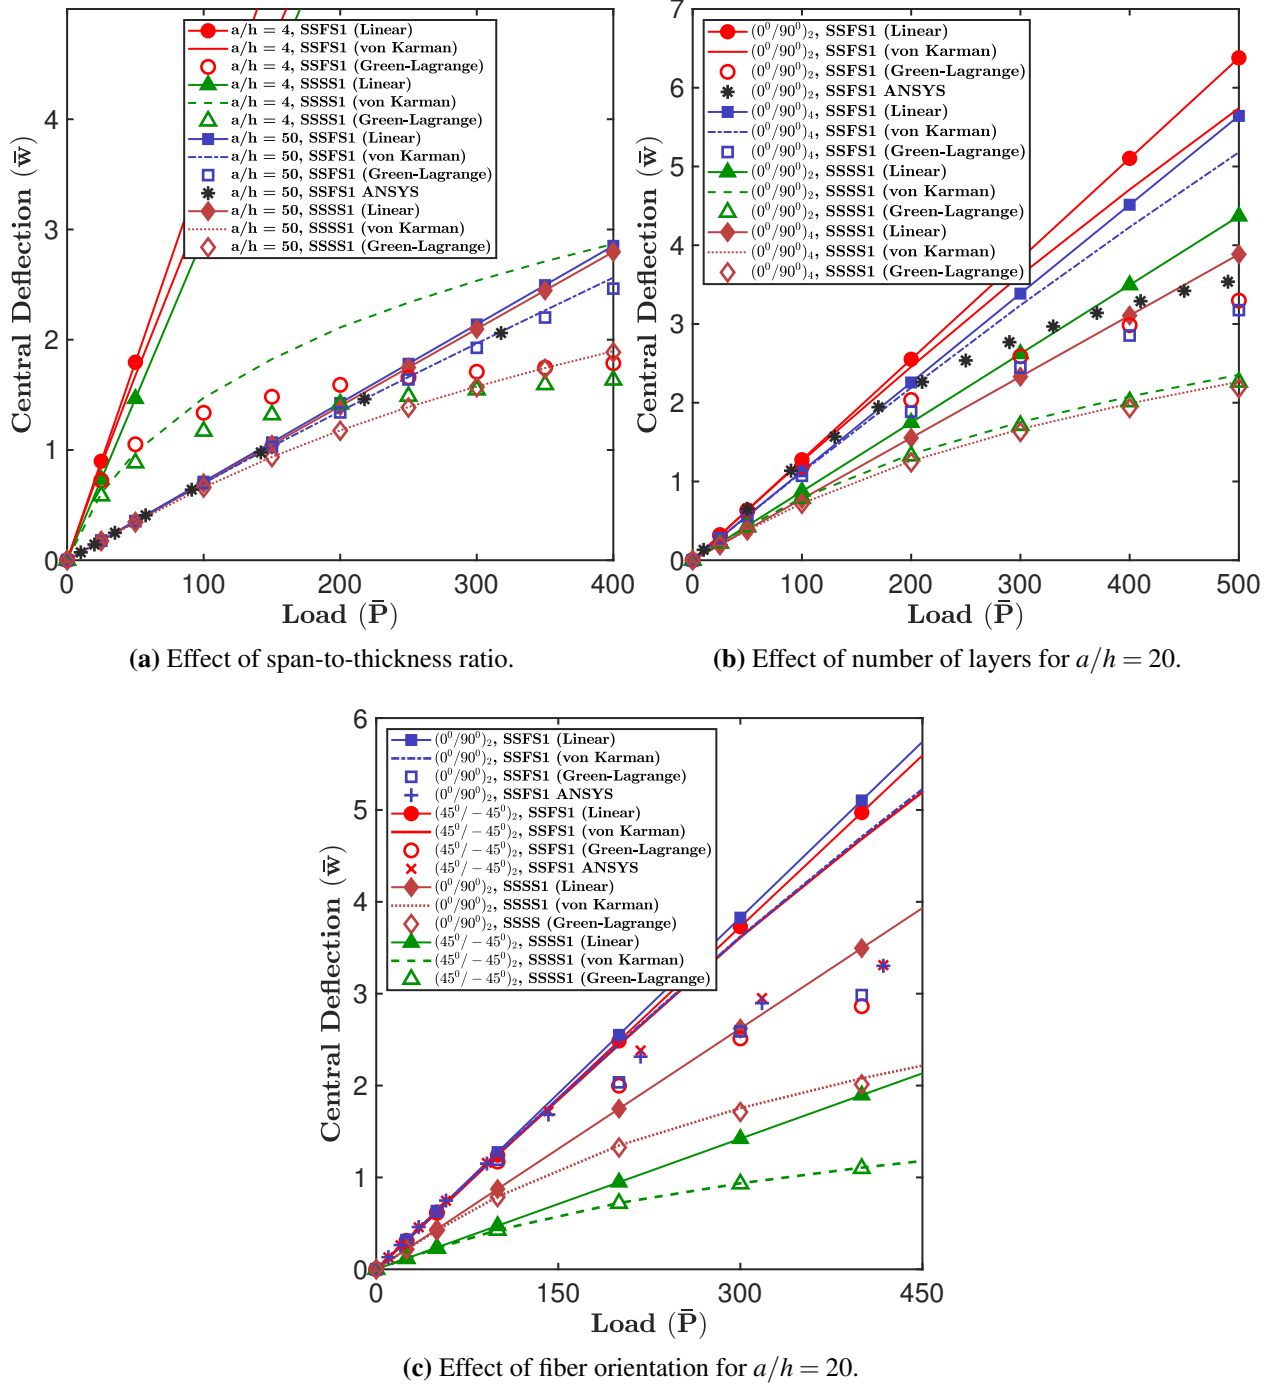 Central Deflection (w̄)
5
4
3
2
1
0
a/h = 4, SSFS1 (Linear)
a/h = 4, SSFS1 (von Karman)
a/h = 4, SSFS1 (Green-Lagrange)
a/h = 4, SSSS1 (Linear)
a/h = 4, SSSS1 (von Karman)
a/h = 4, SSSS1 (Green-Lagrange)
a/h = 50, SSFS1 (Linear)
a/h = 50, SSFS1 (von Karman)
a/h = 50, SSFS1 (Green-Lagrange)
a/h = 50, SSFS1 ANSYS
a/h = 50, SSSS1 (Linear)
a/h = 50, SSSS1 (von Karman)
a/h = 50, SSSS1 (Green-Lagrange)
0 100 200 300 400
Load (P̄)
(a) Effect of span-to-thickness ratio.
Central Deflection (w̄)
7
6
5
4
3
2
1
0
(0⁰/90⁰)₂, SSFS1 (Linear)
(0⁰/90⁰)₂, SSFS1 (von Karman)
(0⁰/90⁰)₂, SSFS1 (Green-Lagrange)
(0⁰/90⁰)₂, SSFS1 ANSYS
(0⁰/90⁰)₄, SSFS1 (Linear)
(0⁰/90⁰)₄, SSFS1 (von Karman)
(0⁰/90⁰)₄, SSFS1 (Green-Lagrange)
(0⁰/90⁰)₂, SSSS1 (Linear)
(0⁰/90⁰)₂, SSSS1 (von Karman)
(0⁰/90⁰)₂, SSSS1 (Green-Lagrange)
(0⁰/90⁰)₄, SSSS1 (Linear)
(0⁰/90⁰)₄, SSSS1 (von Karman)
(0⁰/90⁰)₄, SSSS1 (Green-Lagrange)
0 100 200 300 400 500
Load (P̄)
(b) Effect of number of layers for a/h = 20.
Central Deflection (w̄)
6
5
4
3
2
1
0
(0⁰/90⁰)₂, SSFS1 (Linear)
(0⁰/90⁰)₂, SSFS1 (von Karman)
(0⁰/90⁰)₂, SSFS1 (Green-Lagrange)
(0⁰/90⁰)₂, SSFS1 ANSYS
(45⁰/ − 45⁰)₂, SSFS1 (Linear)
(45⁰/ − 45⁰)₂, SSFS1 (von Karman)
(45⁰/ − 45⁰)₂, SSFS1 (Green-Lagrange)
(45⁰/ − 45⁰)₂, SSFS1 ANSYS
(0⁰/90⁰)₂, SSSS1 (Linear)
(0⁰/90⁰)₂, SSSS1 (von Karman)
(0⁰/90⁰)₂, SSSS (Green-Lagrange)
(45⁰/ − 45⁰)₂, SSSS1 (Linear)
(45⁰/ − 45⁰)₂, SSSS1 (von Karman)
(45⁰/ − 45⁰)₂, SSSS1 (Green-Lagrange)
0 150 300 450
Load (P̄)
(c) Effect of fiber orientation for a/h = 20.